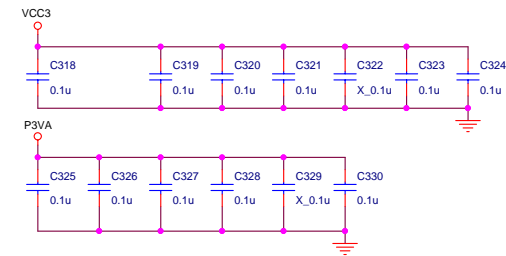 VCC3
C318 C319 C320 C321 C322 C323 C324
0.1u 0.1u 0.1u 0.1u X_0.1u 0.1u 0.1u
P3VA
C325 C326 C327 C328 C329 C330
0.1u 0.1u 0.1u 0.1u X_0.1u 0.1u